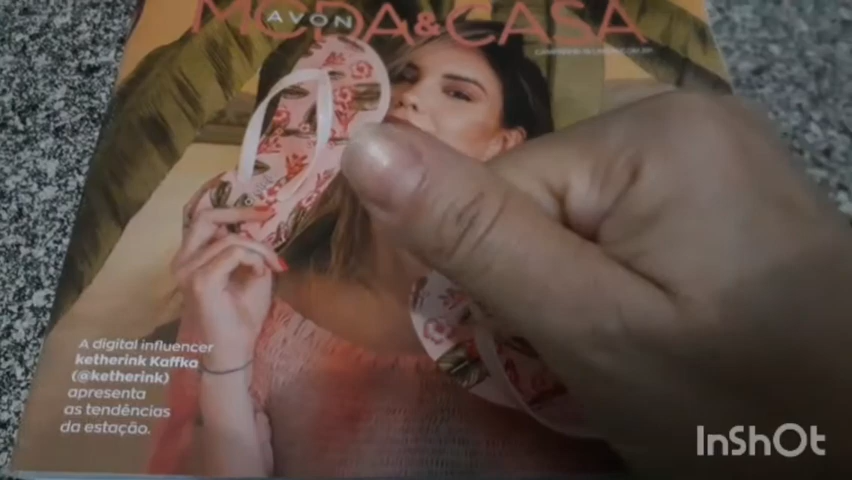 MODA&CASA
AVON
A digital influencer
ketherink Kaffka
(@ketherink)
apresenta
as tendências
da estação.
InShOt